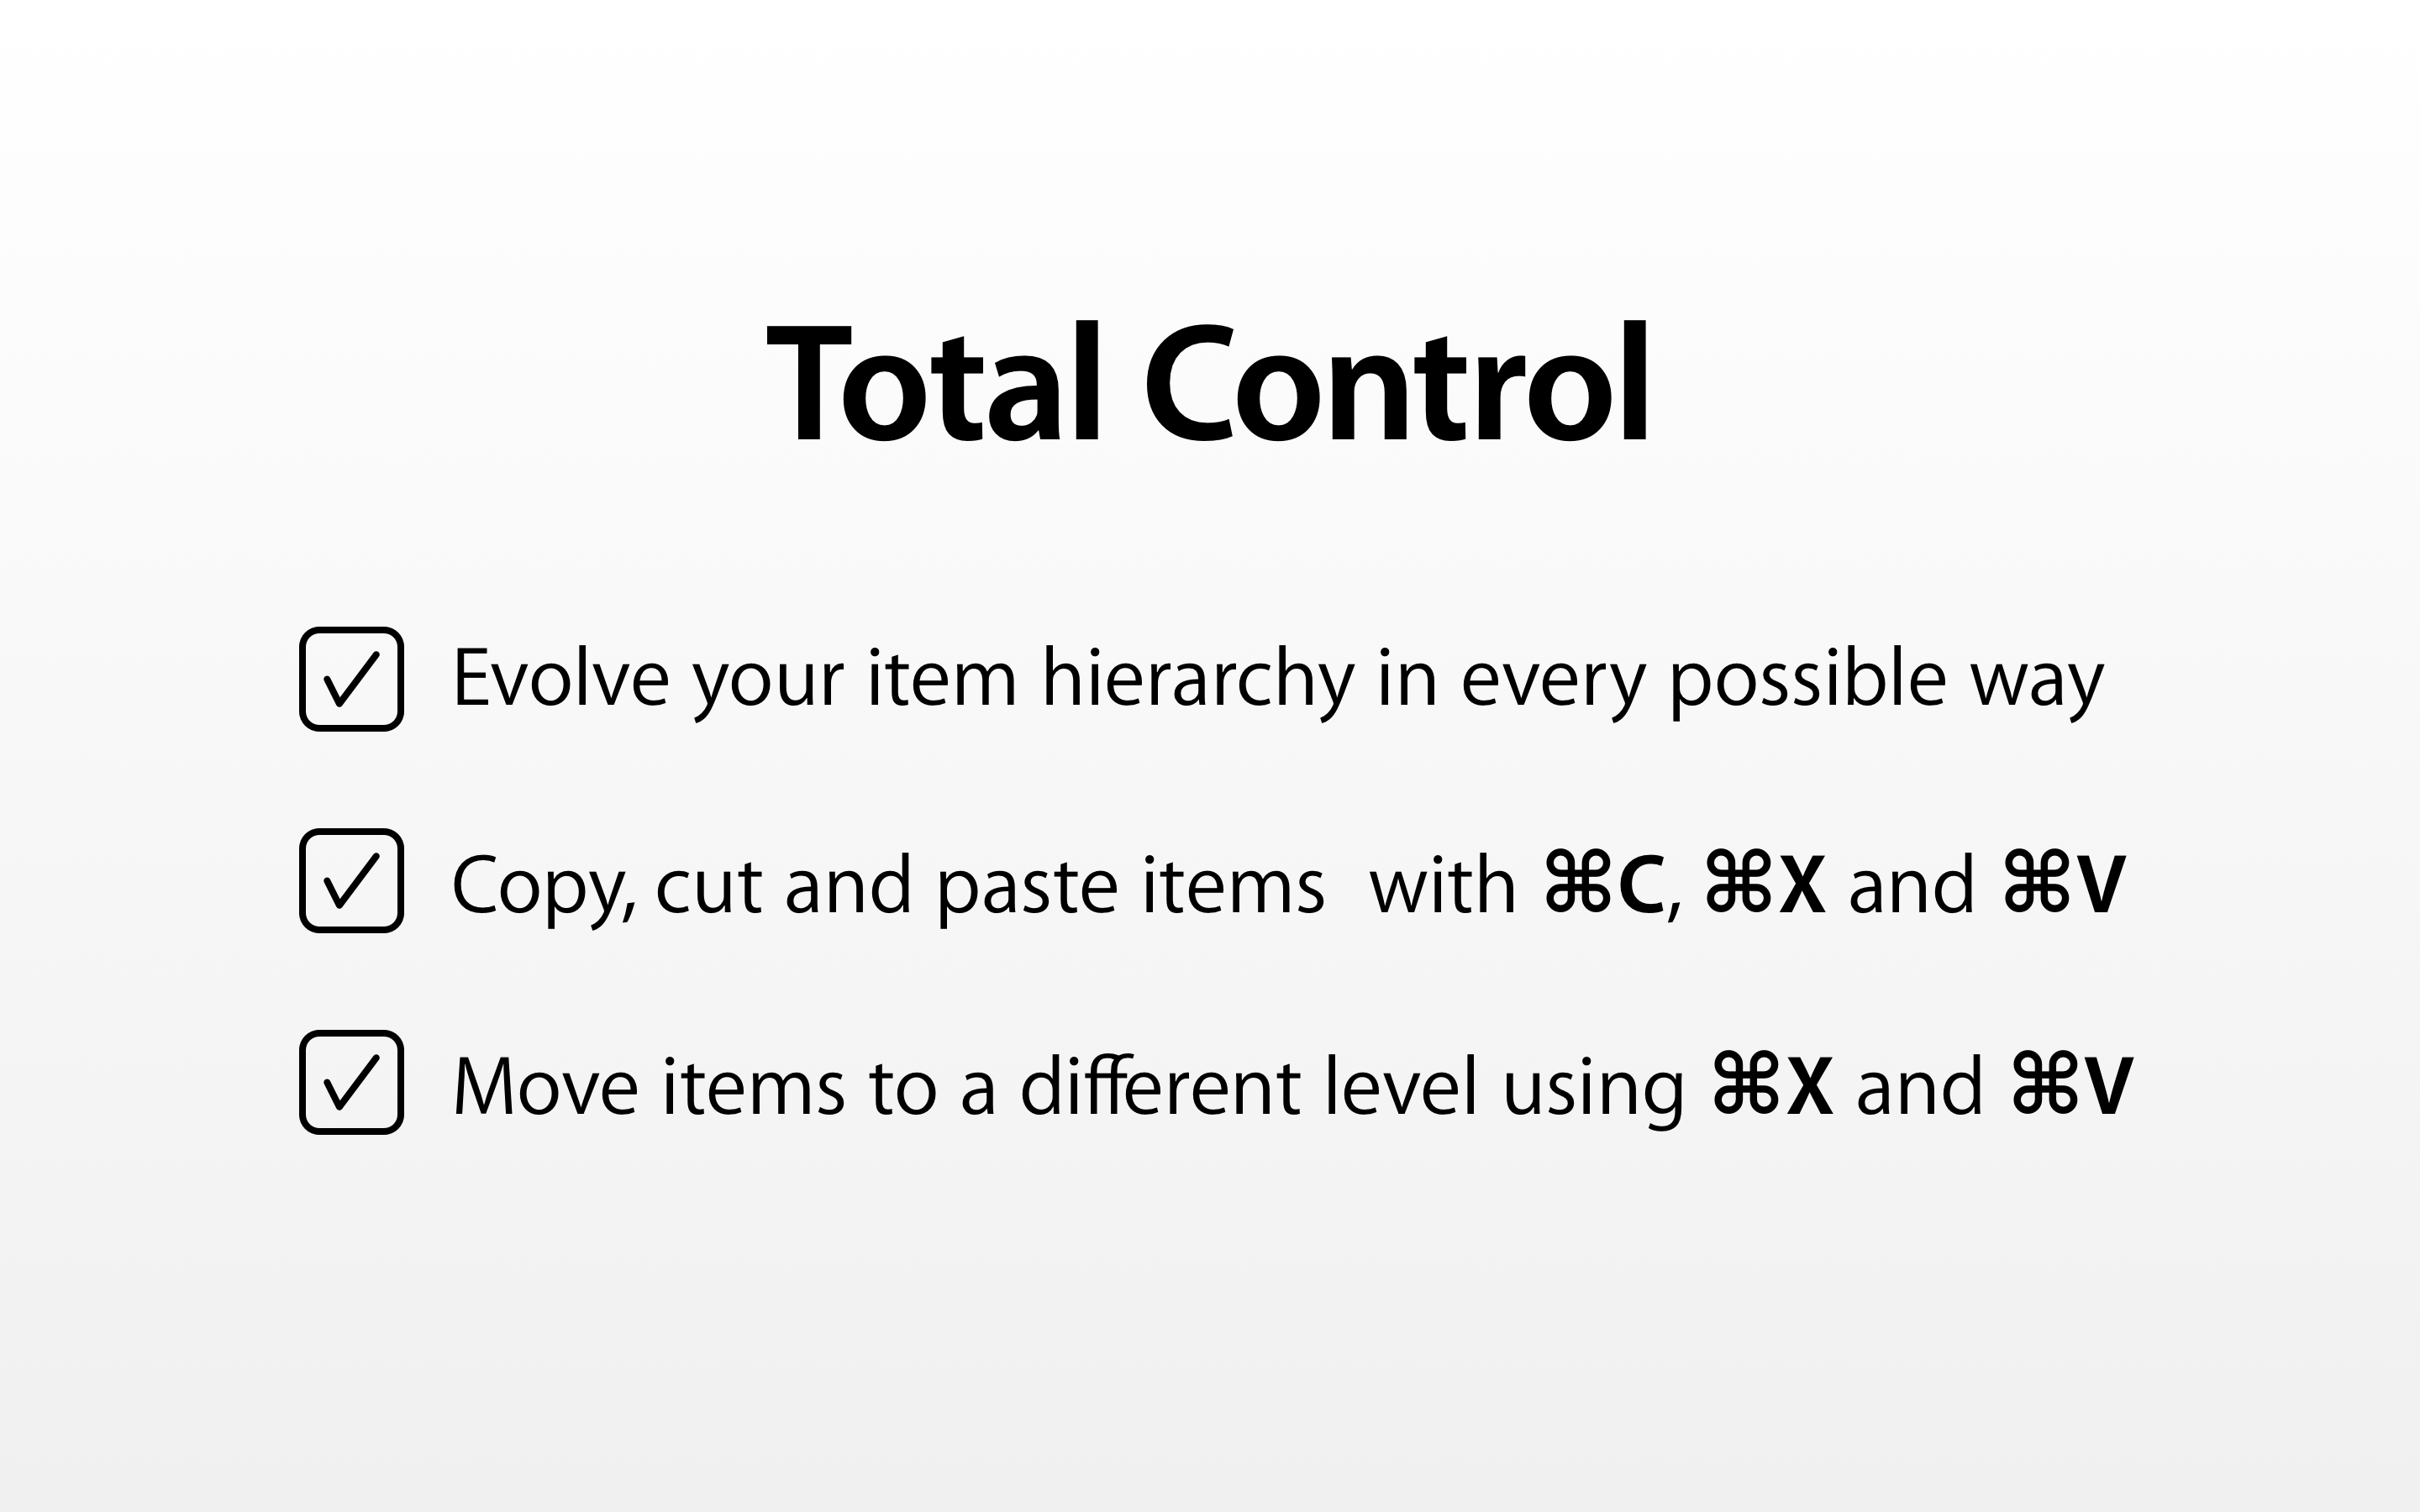 Total Control
Evolve your item hierarchy in every possible way
Copy, cut and paste items with ⌘C, ⌘X and ⌘V
Move items to a different level using ⌘X and ⌘V